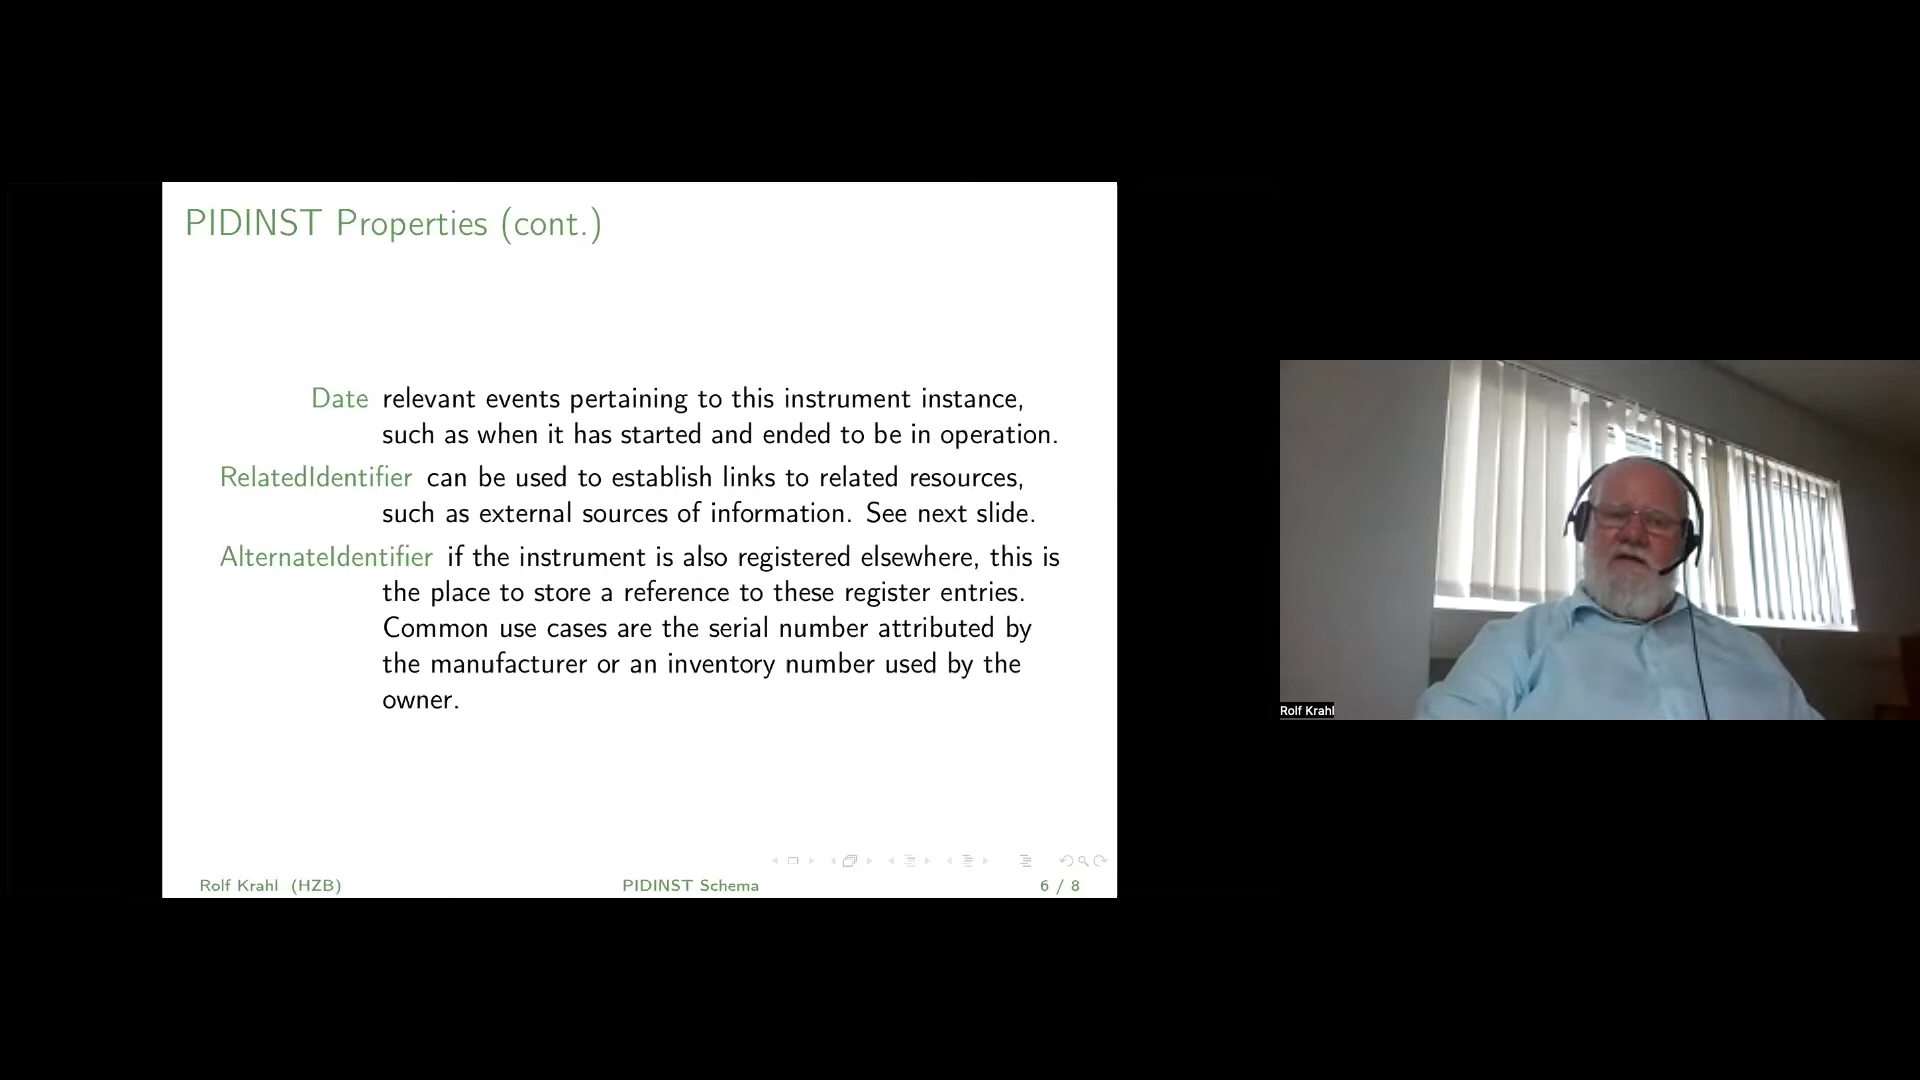 PIDINST Properties (cont.)
Date relevant events pertaining to this instrument instance,
such as when it has started and ended to be in operation.
RelatedIdentifier can be used to establish links to related resources,
such as external sources of information. See next slide.
AlternateIdentifier if the instrument is also registered elsewhere, this is
the place to store a reference to these register entries.
Common use cases are the serial number attributed by
the manufacturer or an inventory number used by the
owner.
Rolf Krahl (HZB) PIDINST Schema 6 / 8
Rolf Krahl